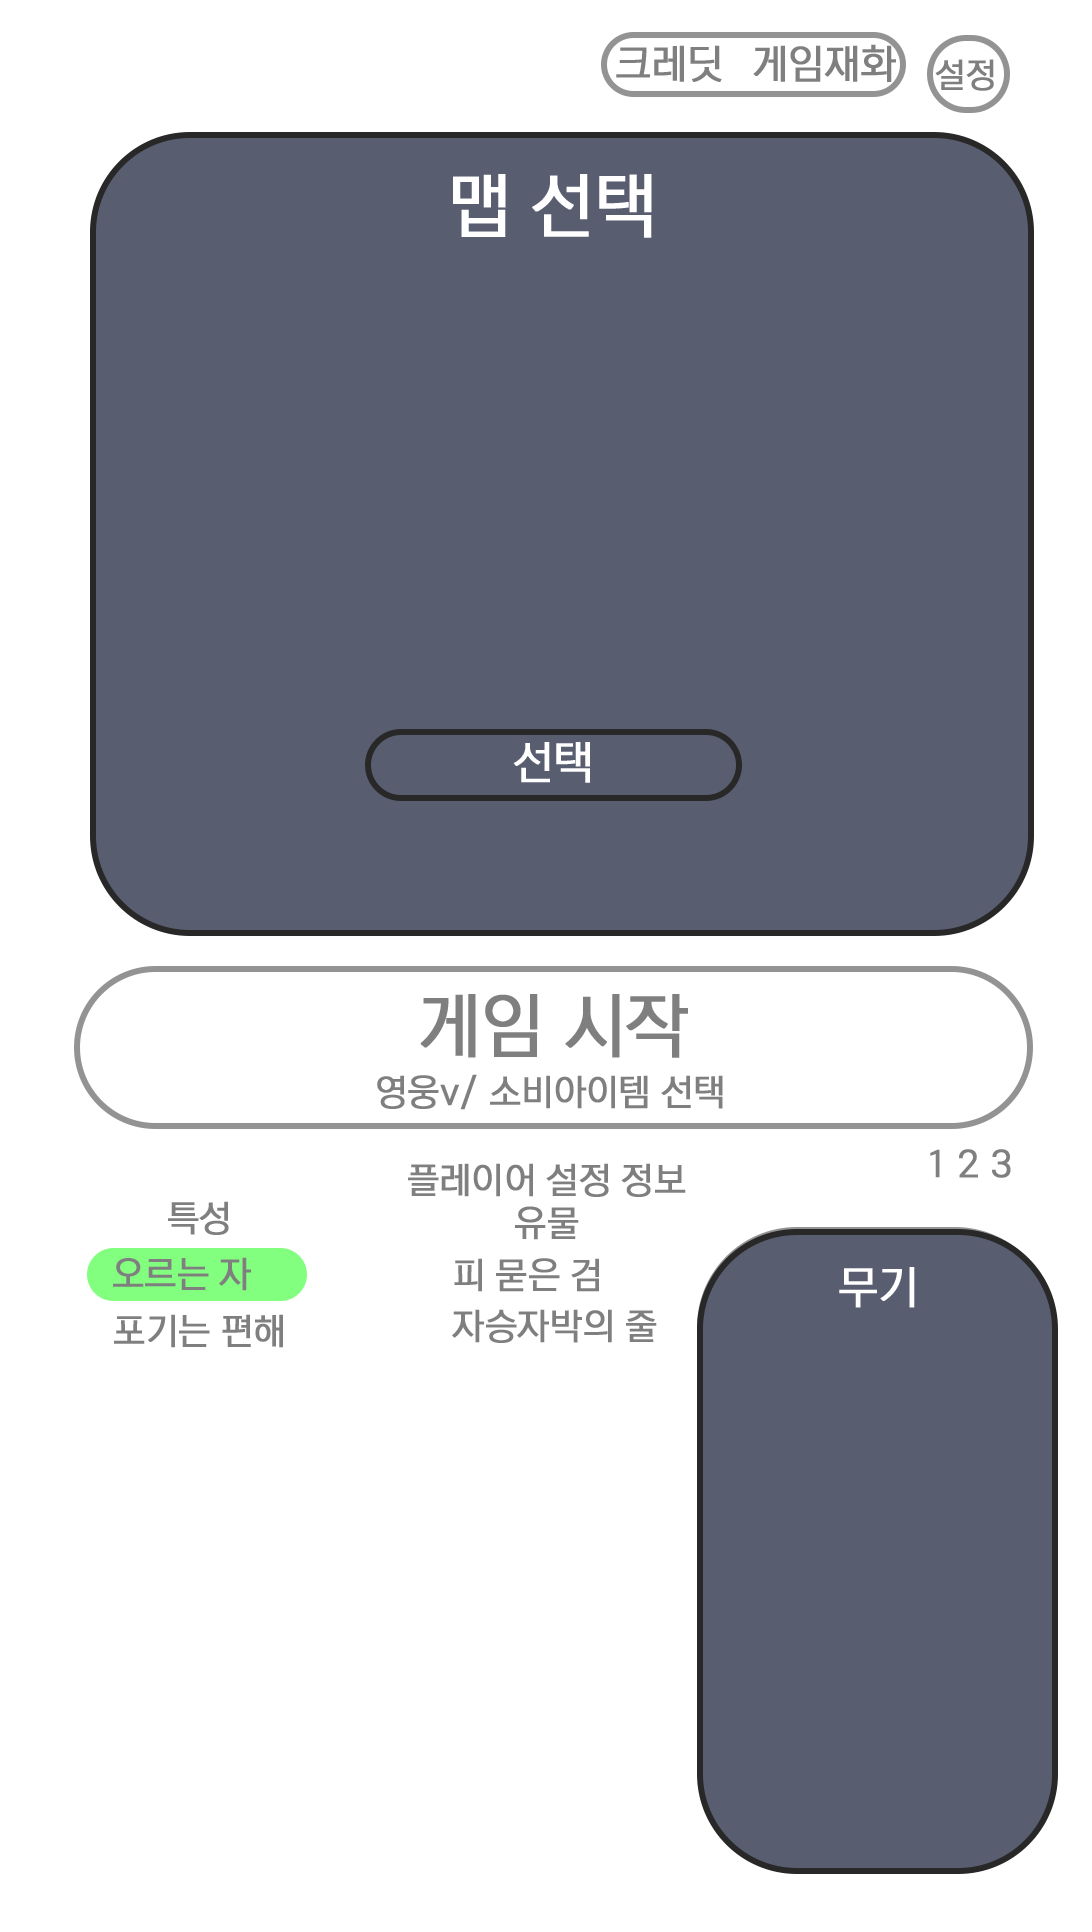 크레딧 게임재화
설정
맵 선택
선택
게임 시작
영웅v/ 소비아이템 선택
1 2 3
플레이어 설정 정보
특성
오르는 자
포기는 편해
유물
피 묻은 검
자승자박의 줄
무기